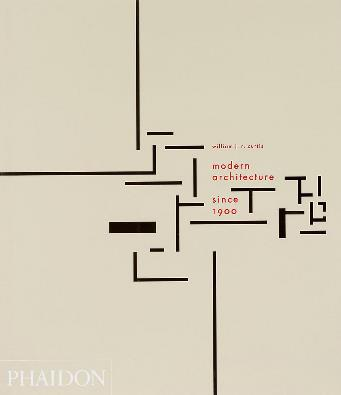 william j. r. curtis
modern
architecture
since
1900
PHAIDON